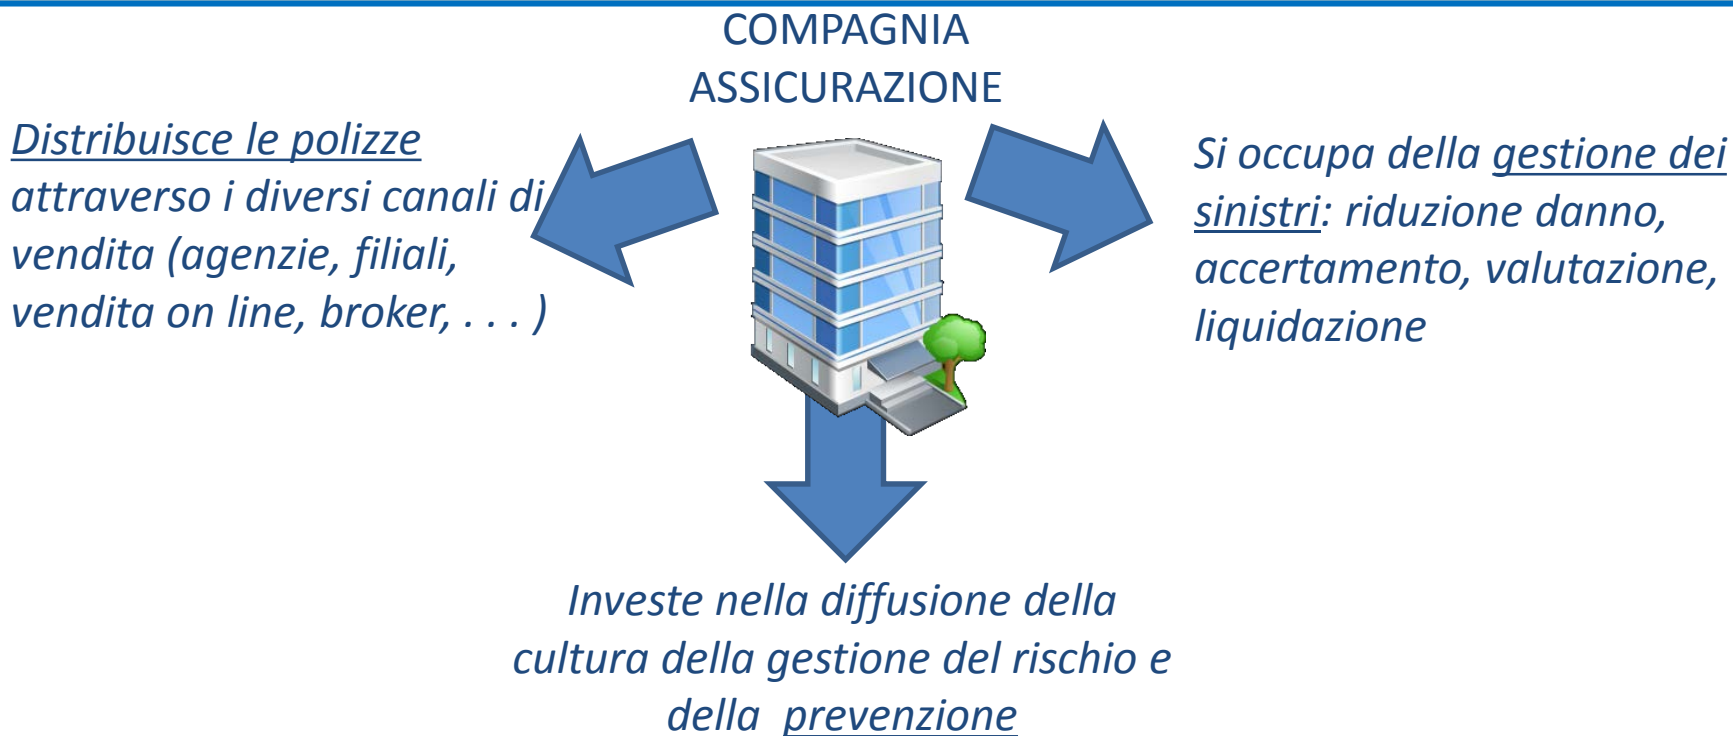 COMPAGNIA
ASSICURAZIONE
Distribuisce le polizze
attraverso i diversi canali di
vendita (agenzie, filiali,
vendita on line, broker, . . . )
Si occupa della gestione dei
sinistri: riduzione danno,
accertamento, valutazione,
liquidazione
Investe nella diffusione della
cultura della gestione del rischio e
della prevenzione